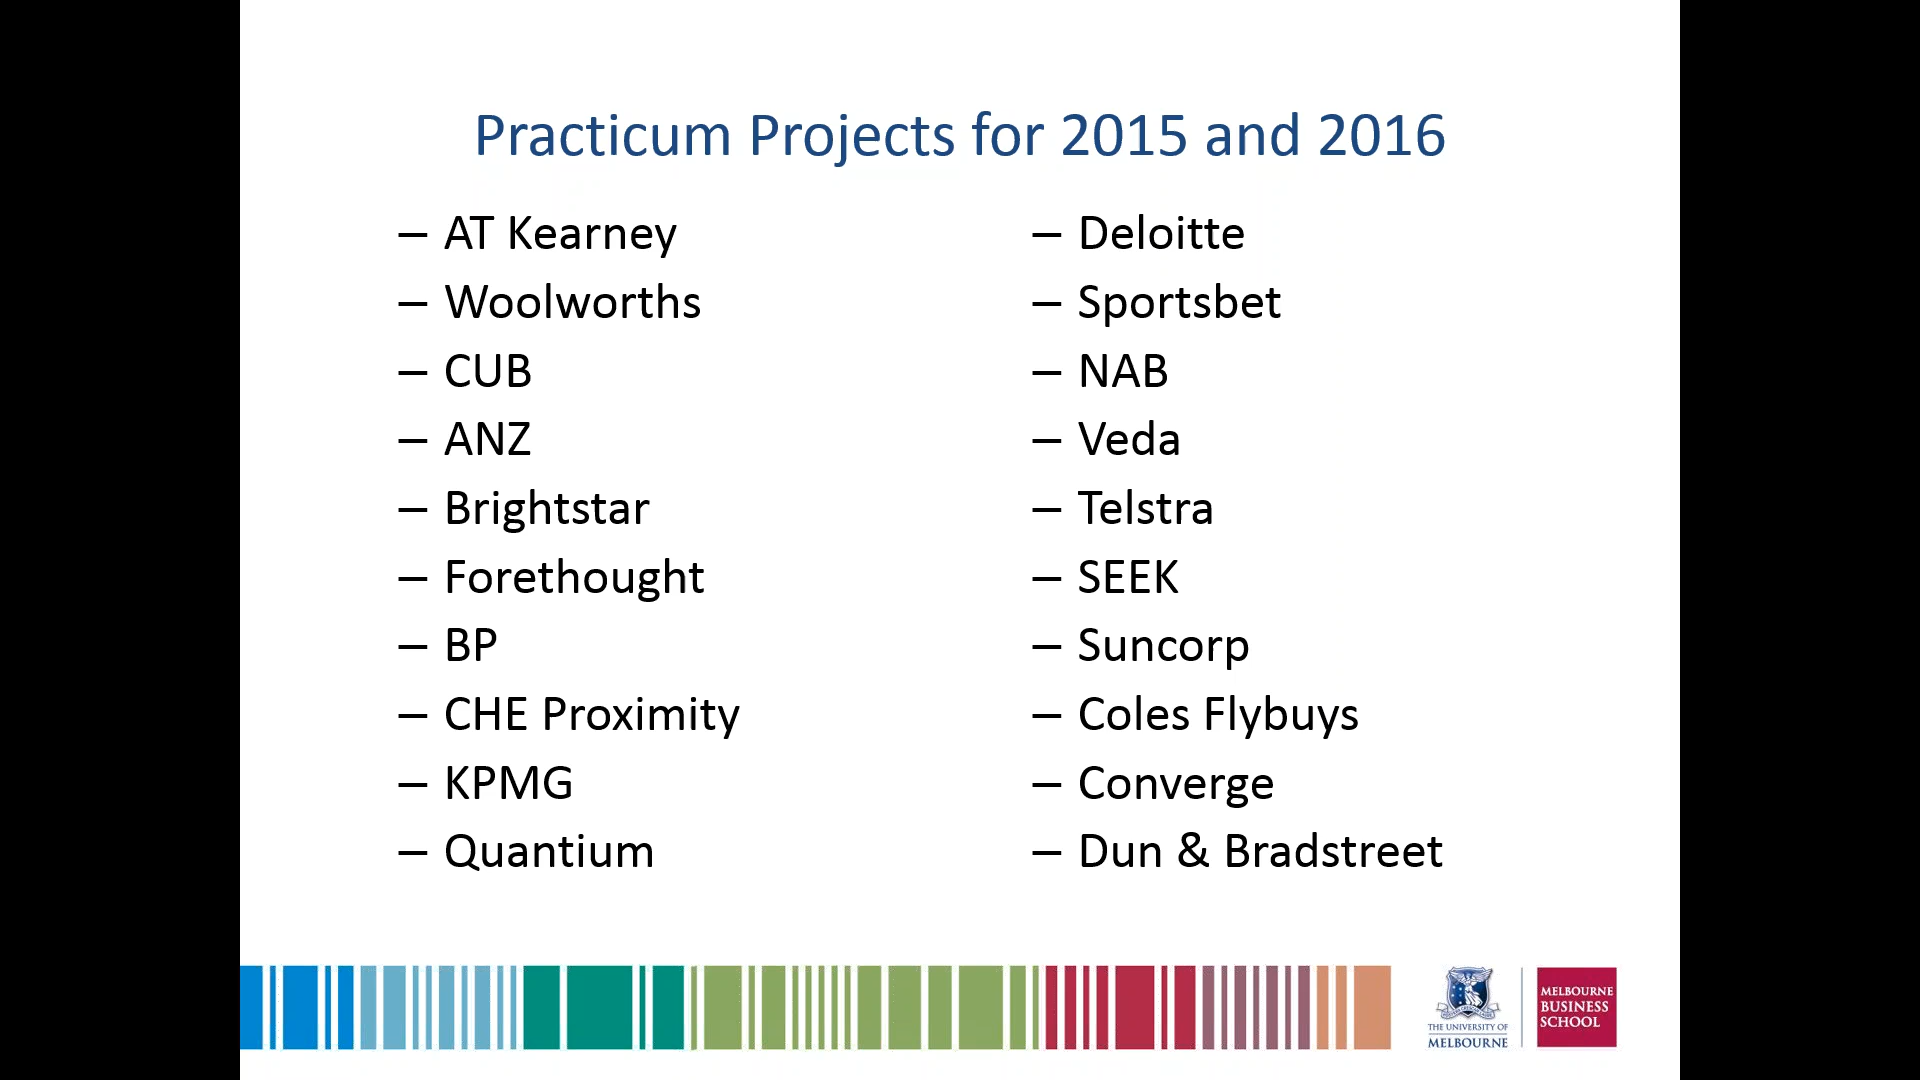 Practicum Projects for 2015 and 2016
– AT Kearney
– Woolworths
– CUB
– ANZ
– Brightstar
– Forethought
– BP
– CHE Proximity
– KPMG
– Quantium
– Deloitte
– Sportsbet
– NAB
– Veda
– Telstra
– SEEK
– Suncorp
– Coles Flybuys
– Converge
– Dun & Bradstreet
THE UNIVERSITY OF
MELBOURNE
MELBOURNE
BUSINESS
SCHOOL